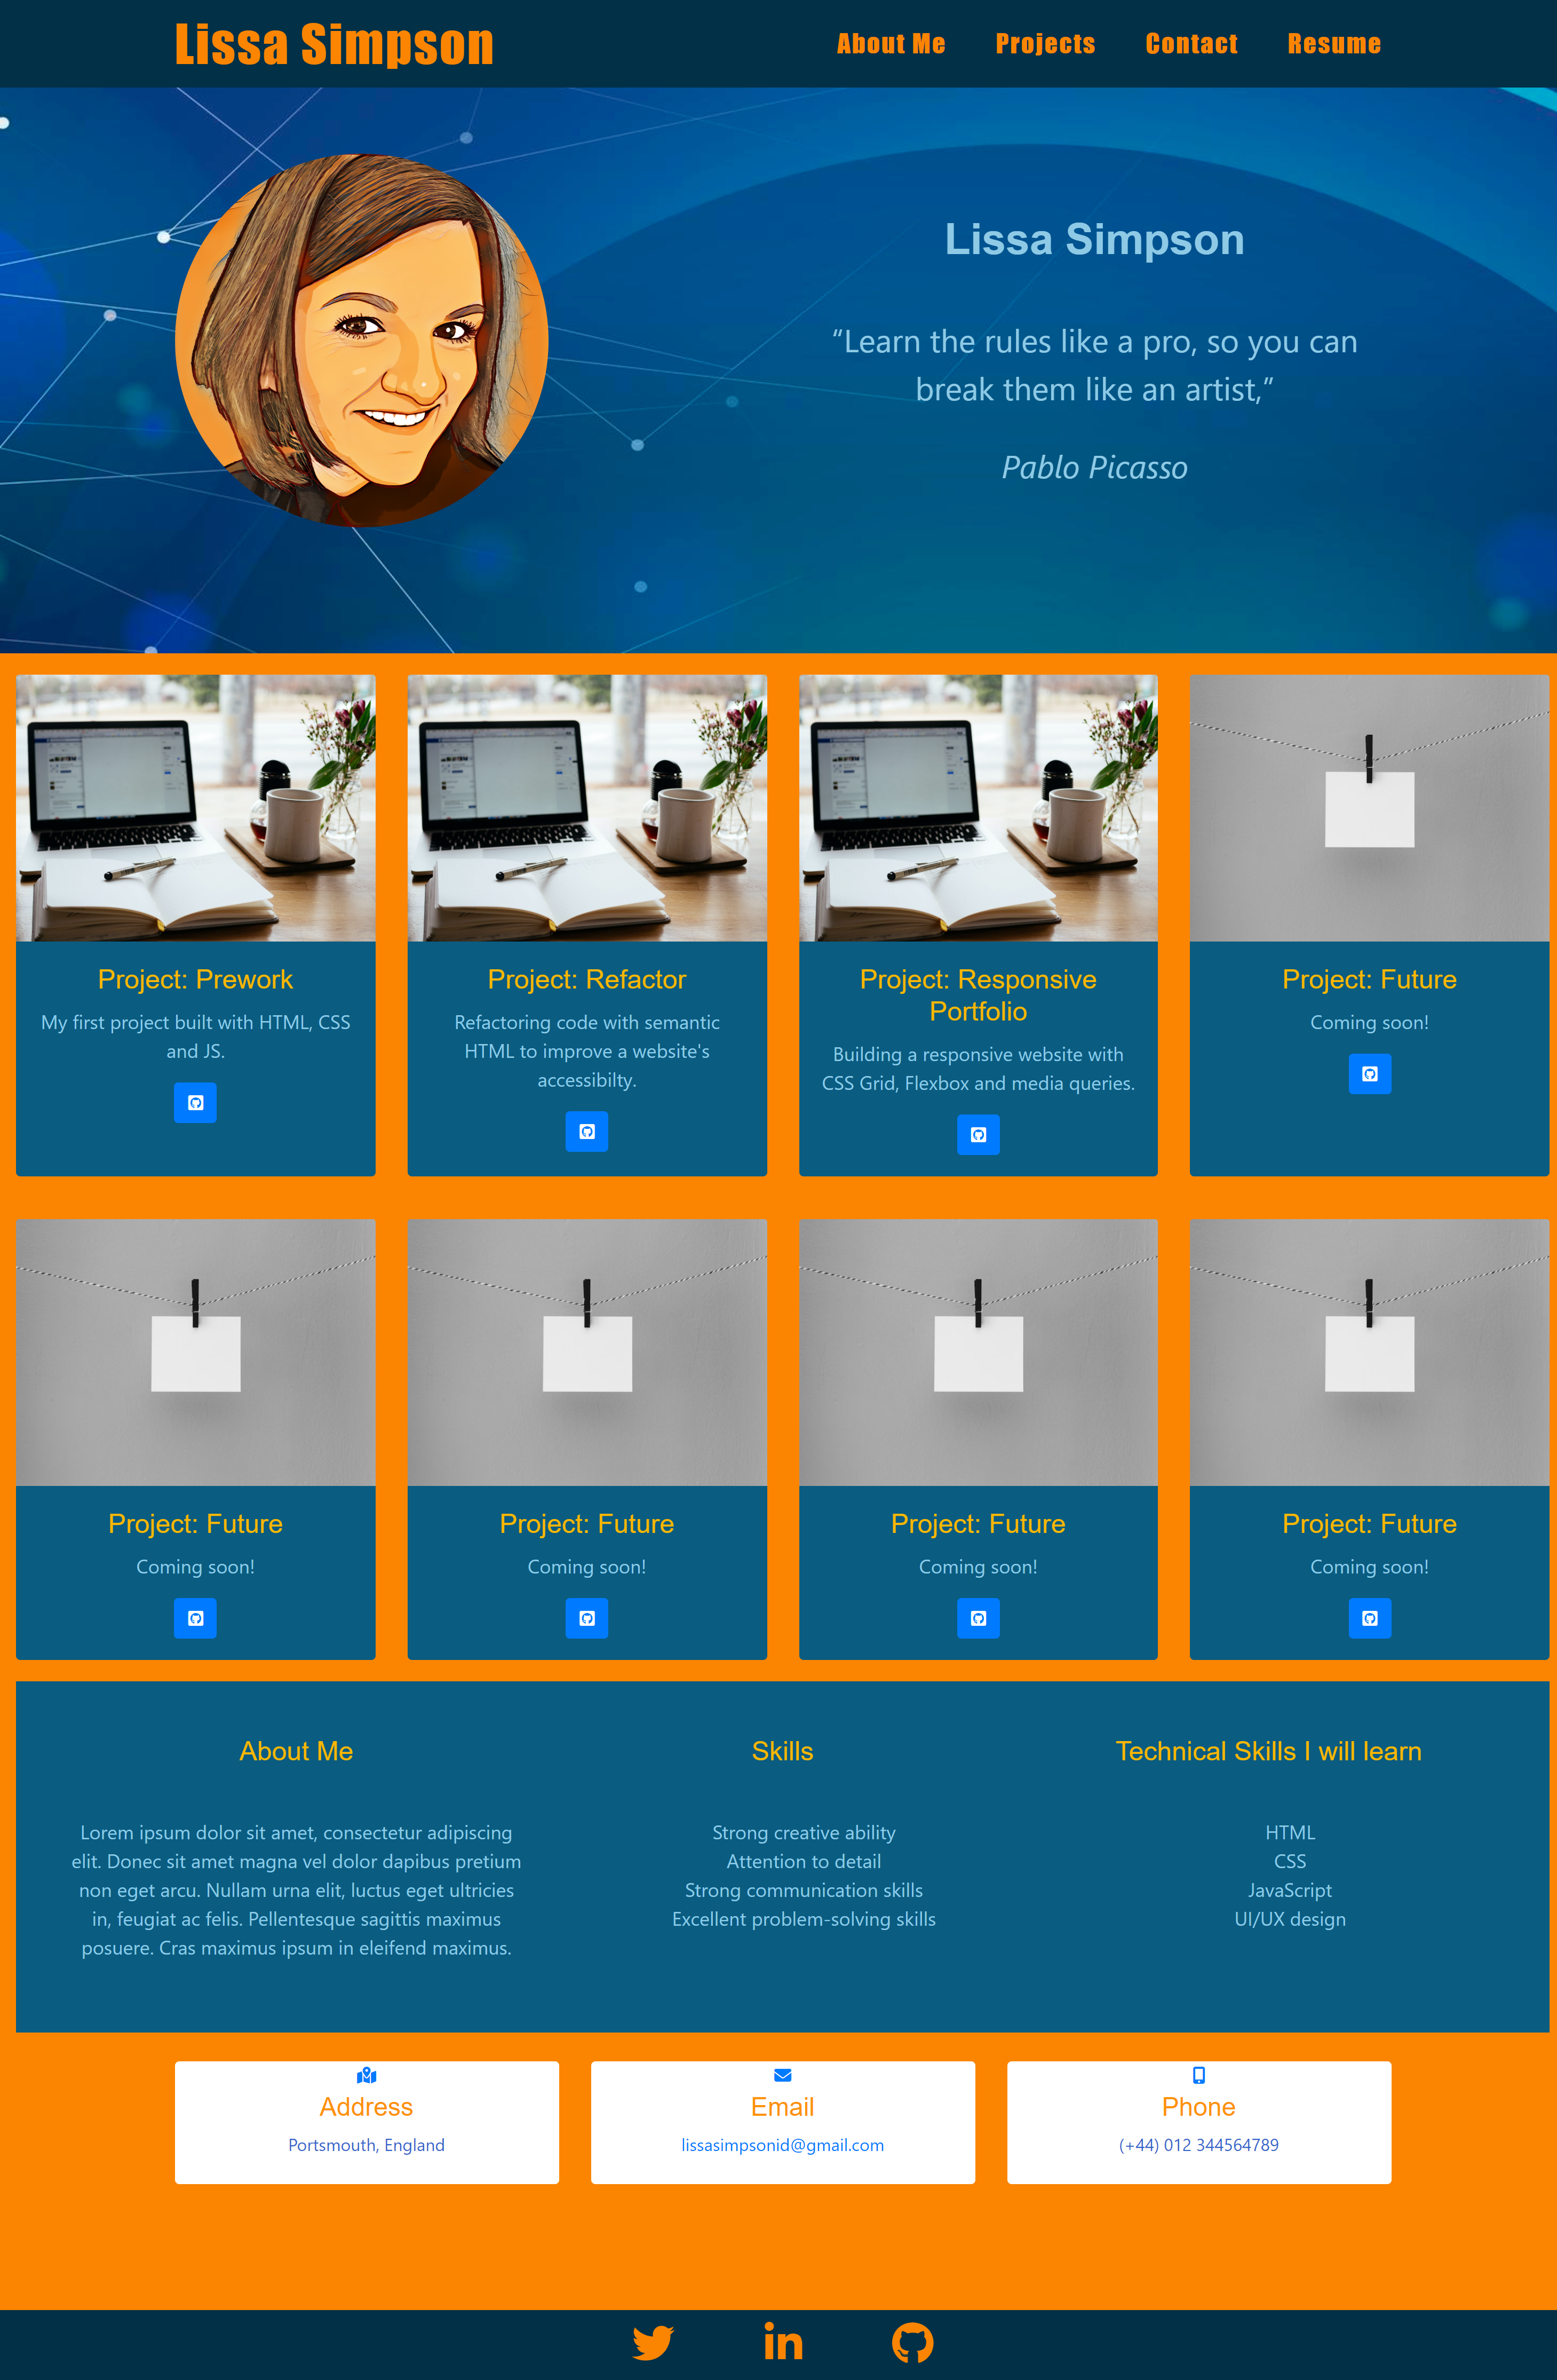 Lissa Simpson
About Me
Projects
Contact
Resume
Lissa Simpson
“Learn the rules like a pro, so you can
break them like an artist,”
Pablo Picasso
Project: Prework
My first project built with HTML, CSS
and JS.
Project: Refactor
Refactoring code with semantic
HTML to improve a website's
accessibilty.
Project: Responsive
Portfolio
Building a responsive website with
CSS Grid, Flexbox and media queries.
Project: Future
Coming soon!
Project: Future
Coming soon!
Project: Future
Coming soon!
Project: Future
Coming soon!
Project: Future
Coming soon!
About Me
Lorem ipsum dolor sit amet, consectetur adipiscing
elit. Donec sit amet magna vel dolor dapibus pretium
non eget arcu. Nullam urna elit, luctus eget ultricies
in, feugiat ac felis. Pellentesque sagittis maximus
posuere. Cras maximus ipsum in eleifend maximus.
Skills
Strong creative ability
Attention to detail
Strong communication skills
Excellent problem-solving skills
Technical Skills I will learn
HTML
CSS
JavaScript
UI/UX design
Address
Portsmouth, England
Email
lissasimpsonid@gmail.com
Phone
(+44) 012 344564789
in